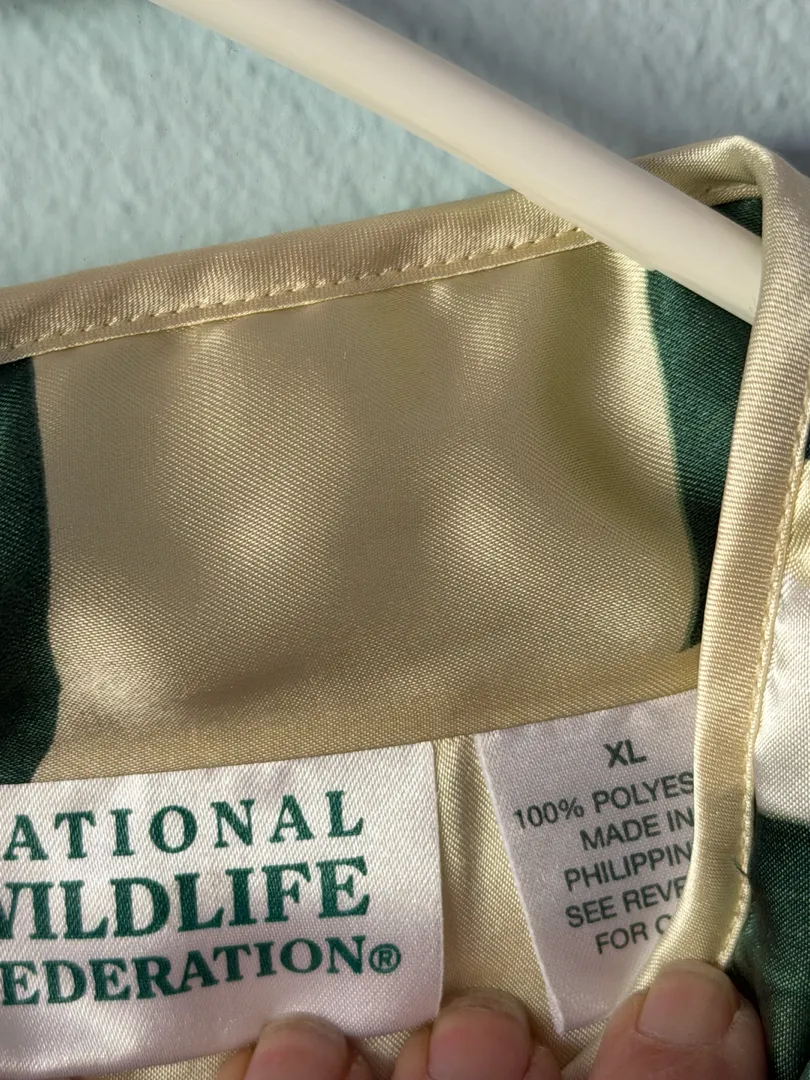 ATIONAL
WILDLIFE
EDERATION®
XL
100% POLYES
MADE IN
PHILIPPIN
SEE REVE
FOR C